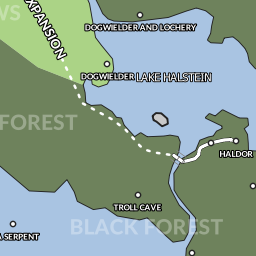 DOGWIELDER AND LOCHERY
EXPANSION
DOGWIELDER
LAKE HALSTEIN
FOREST
HALDOR
TROLL CAVE
BLACK FOREST
SERPENT